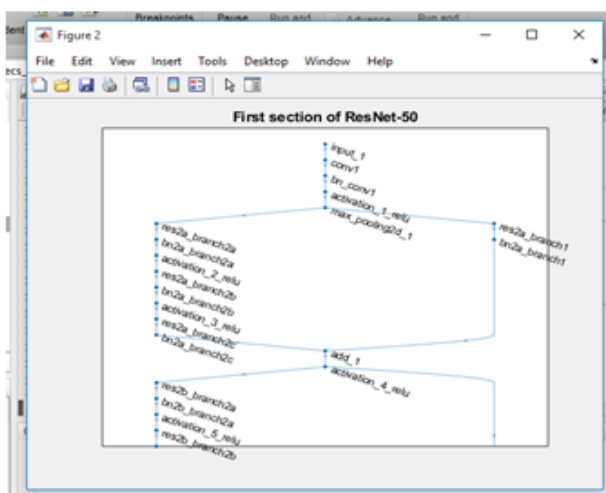 Breakpoints Pause Run and Advance Run and
dent
Figure 2
File Edit View Insert Tools Desktop Window Help
ecs_
First section of ResNet-50
input_1
conv1
bn_conv1
activation_1_relu
max_pooling2d_1
res2a_branch2a
bn2a_branch2a
activation_2_relu
res2a_branch2b
bn2a_branch2b
activation_3_relu
res2a_branch2c
bn2a_branch2c
res2a_branch1
bn2a_branch1
add_1
activation_4_relu
res2b_branch2a
bn2b_branch2a
activation_5_relu
res2b_branch2b